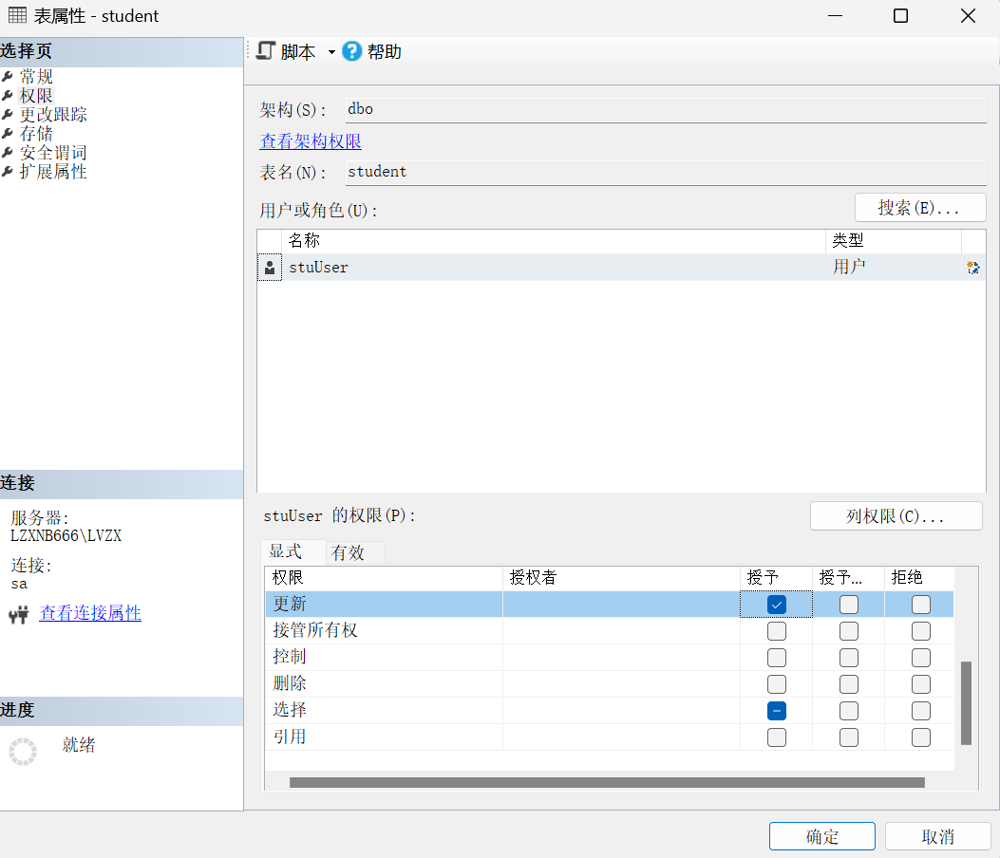 表属性 - student
选择页
常规
权限
更改跟踪
存储
安全谓词
扩展属性
连接
服务器:
LZXNB666\LVZX
连接:
sa
查看连接属性
进度
就绪
脚本 帮助
架构(S): dbo
查看架构权限
表名(N): student
用户或角色(U): 搜索(E)...
名称 类型
stuUser 用户
stuUser 的权限(P): 列权限(C)...
显式 有效
权限 授权者 授予 授予... 拒绝
更新
接管所有权
控制
删除
选择
引用
确定 取消